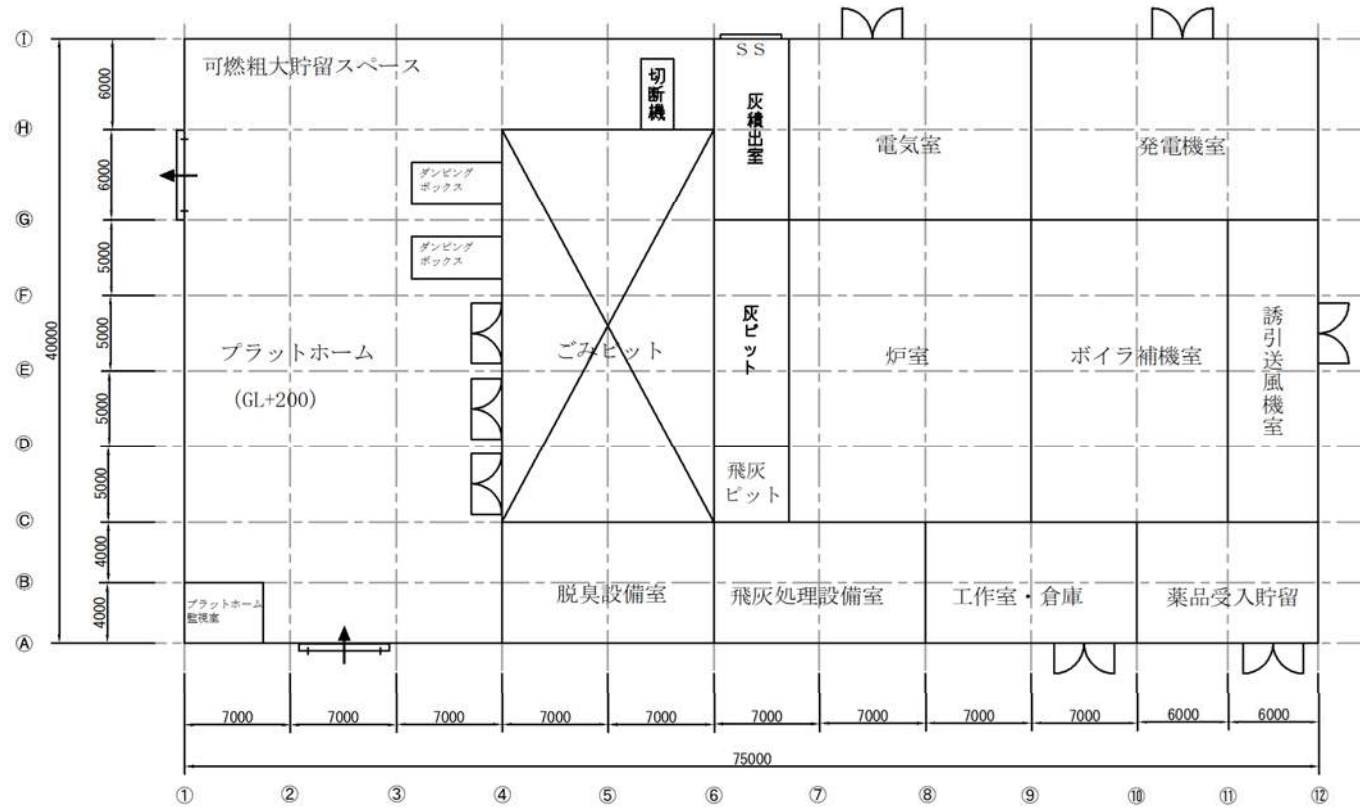 Ⓘ
ＳＳ
可燃粗大貯留スペース
切断機
6000
灰積出室
Ⓗ
電気室
発電機室
ダンピング
ボックス
6000
Ⓖ
ダンピング
ボックス
5000
Ⓕ
40000
灰ピット
誘引送風機室
5000
プラットホーム
ごみピット
炉室
ボイラ補機室
Ⓔ
(GL+200)
5000
Ⓓ
飛灰
ピット
5000
Ⓒ
4000
脱臭設備室
飛灰処理設備室
工作室・倉庫
薬品受入貯留
Ⓑ
プラットホーム
監視室
4000
Ⓐ
7000 7000 7000 7000 7000 7000 7000 7000 7000 6000 6000
75000
① ② ③ ④ ⑤ ⑥ ⑦ ⑧ ⑨ ⑩ ⑪ ⑫